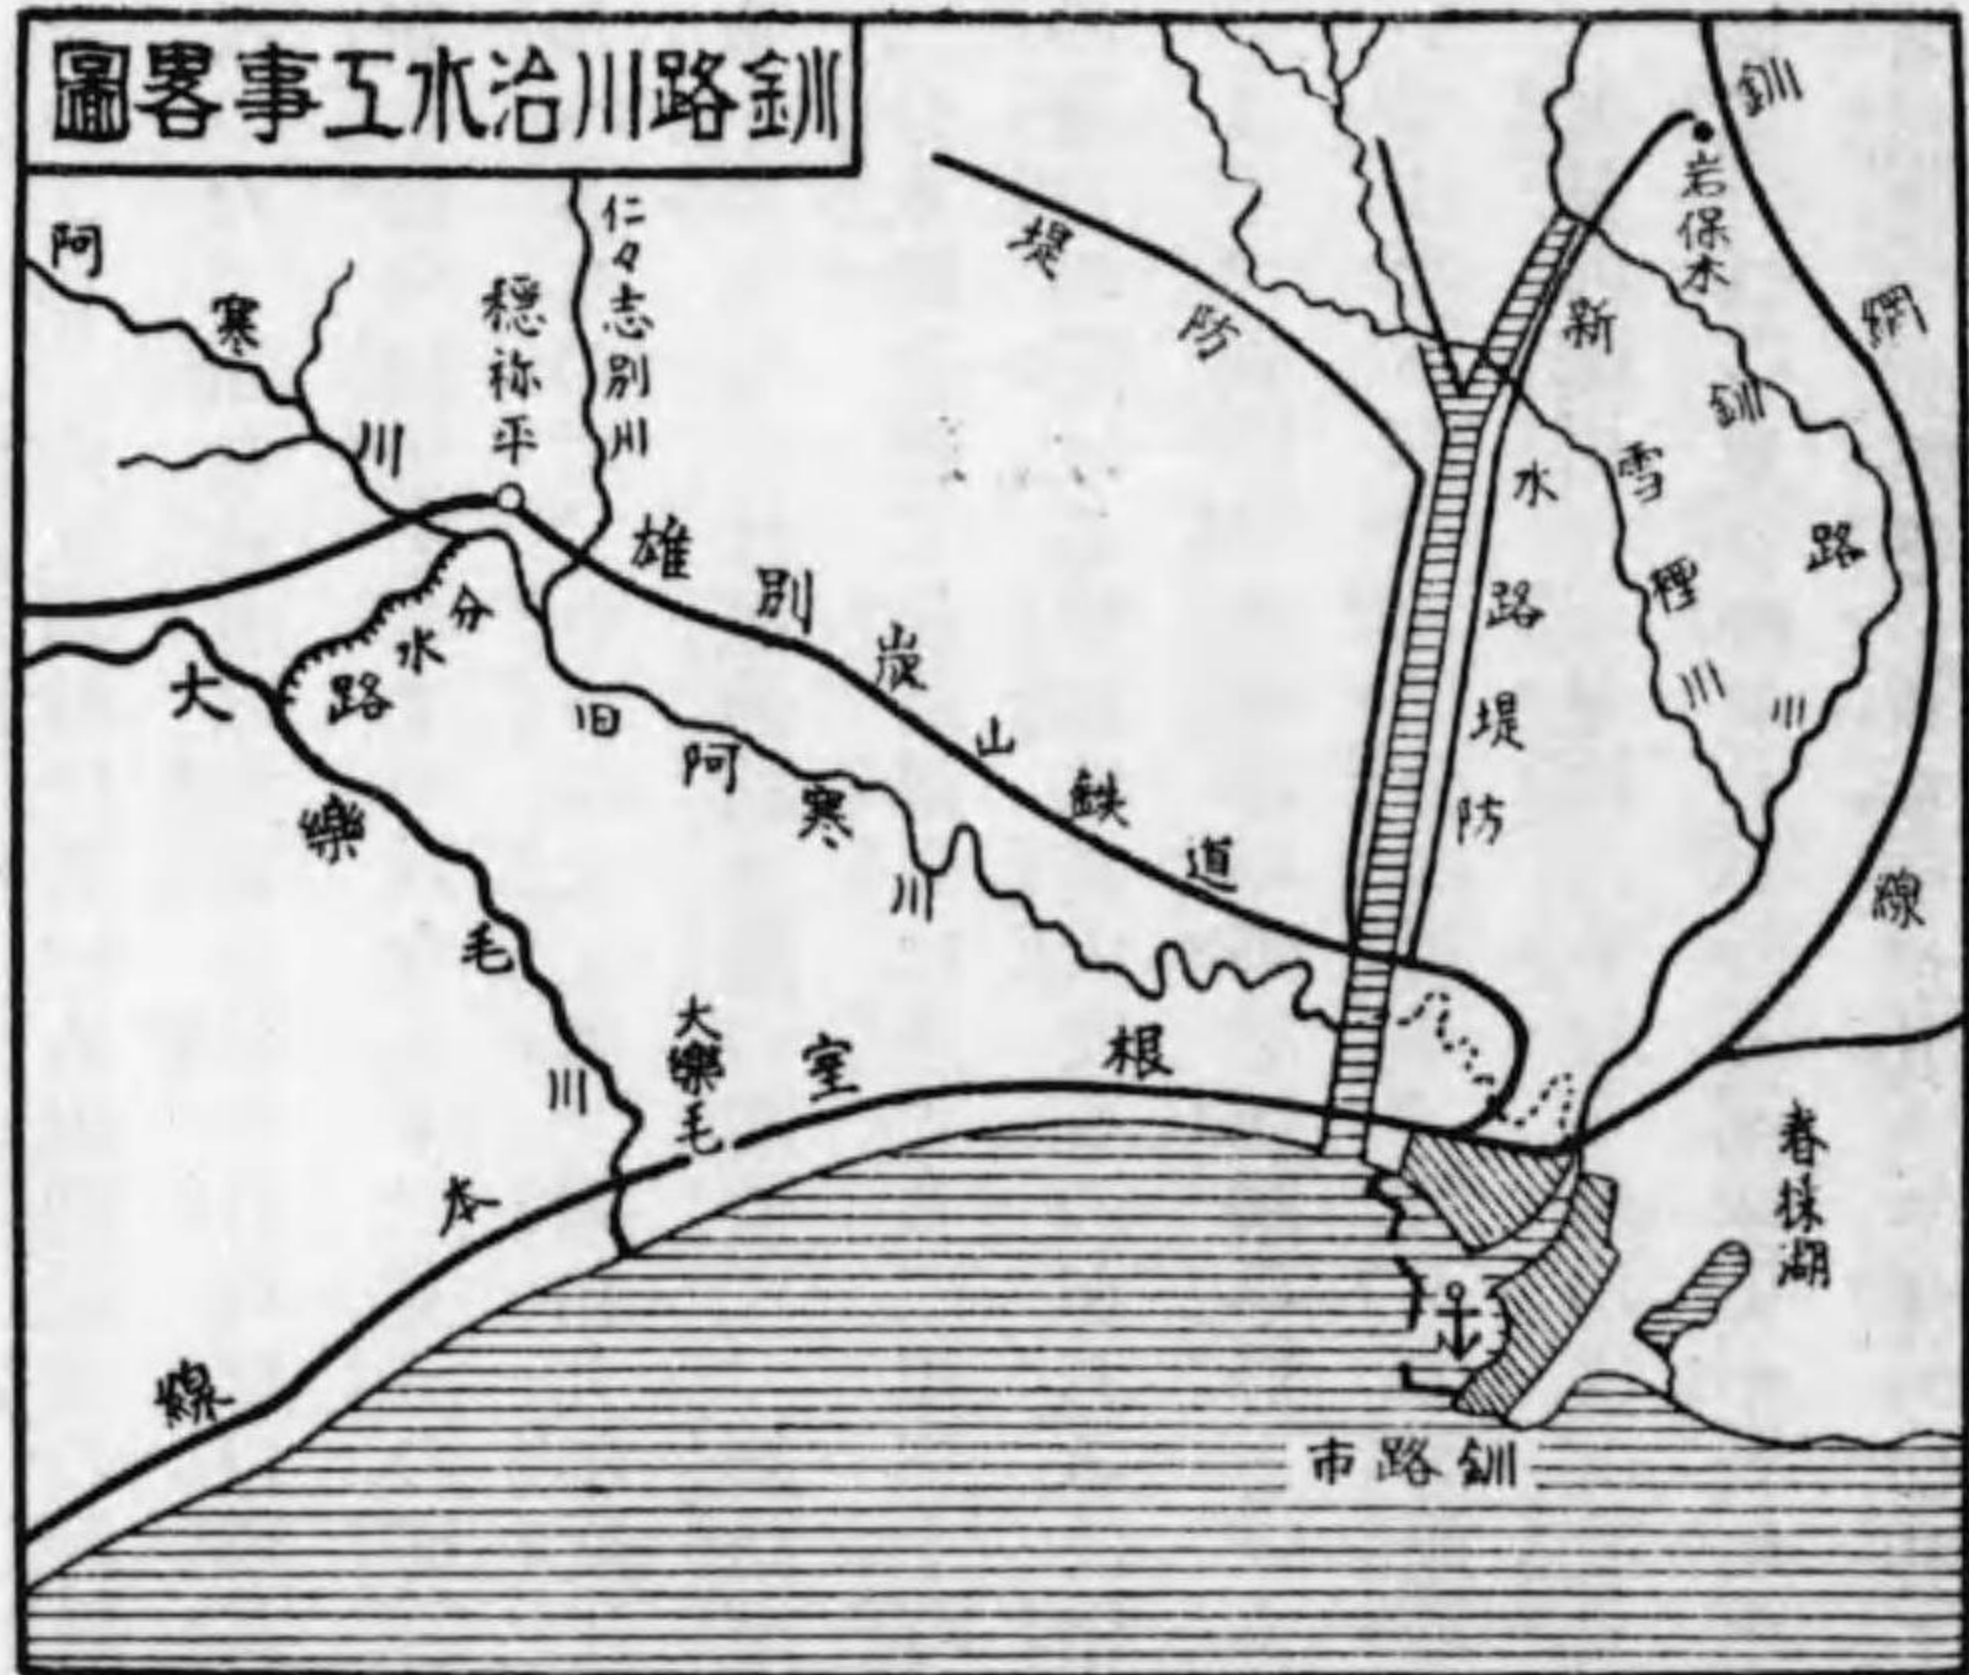 釧路川治水工事畧圖
阿寒川
仁々志別川
穏祢平
堤防
釧網線
岩保木
新水路堤防
釧路川
雪裡川
雄別炭山鉄道
分水路
大樂毛川
旧阿寒川
大樂毛
根室本線
春採湖
釧路市